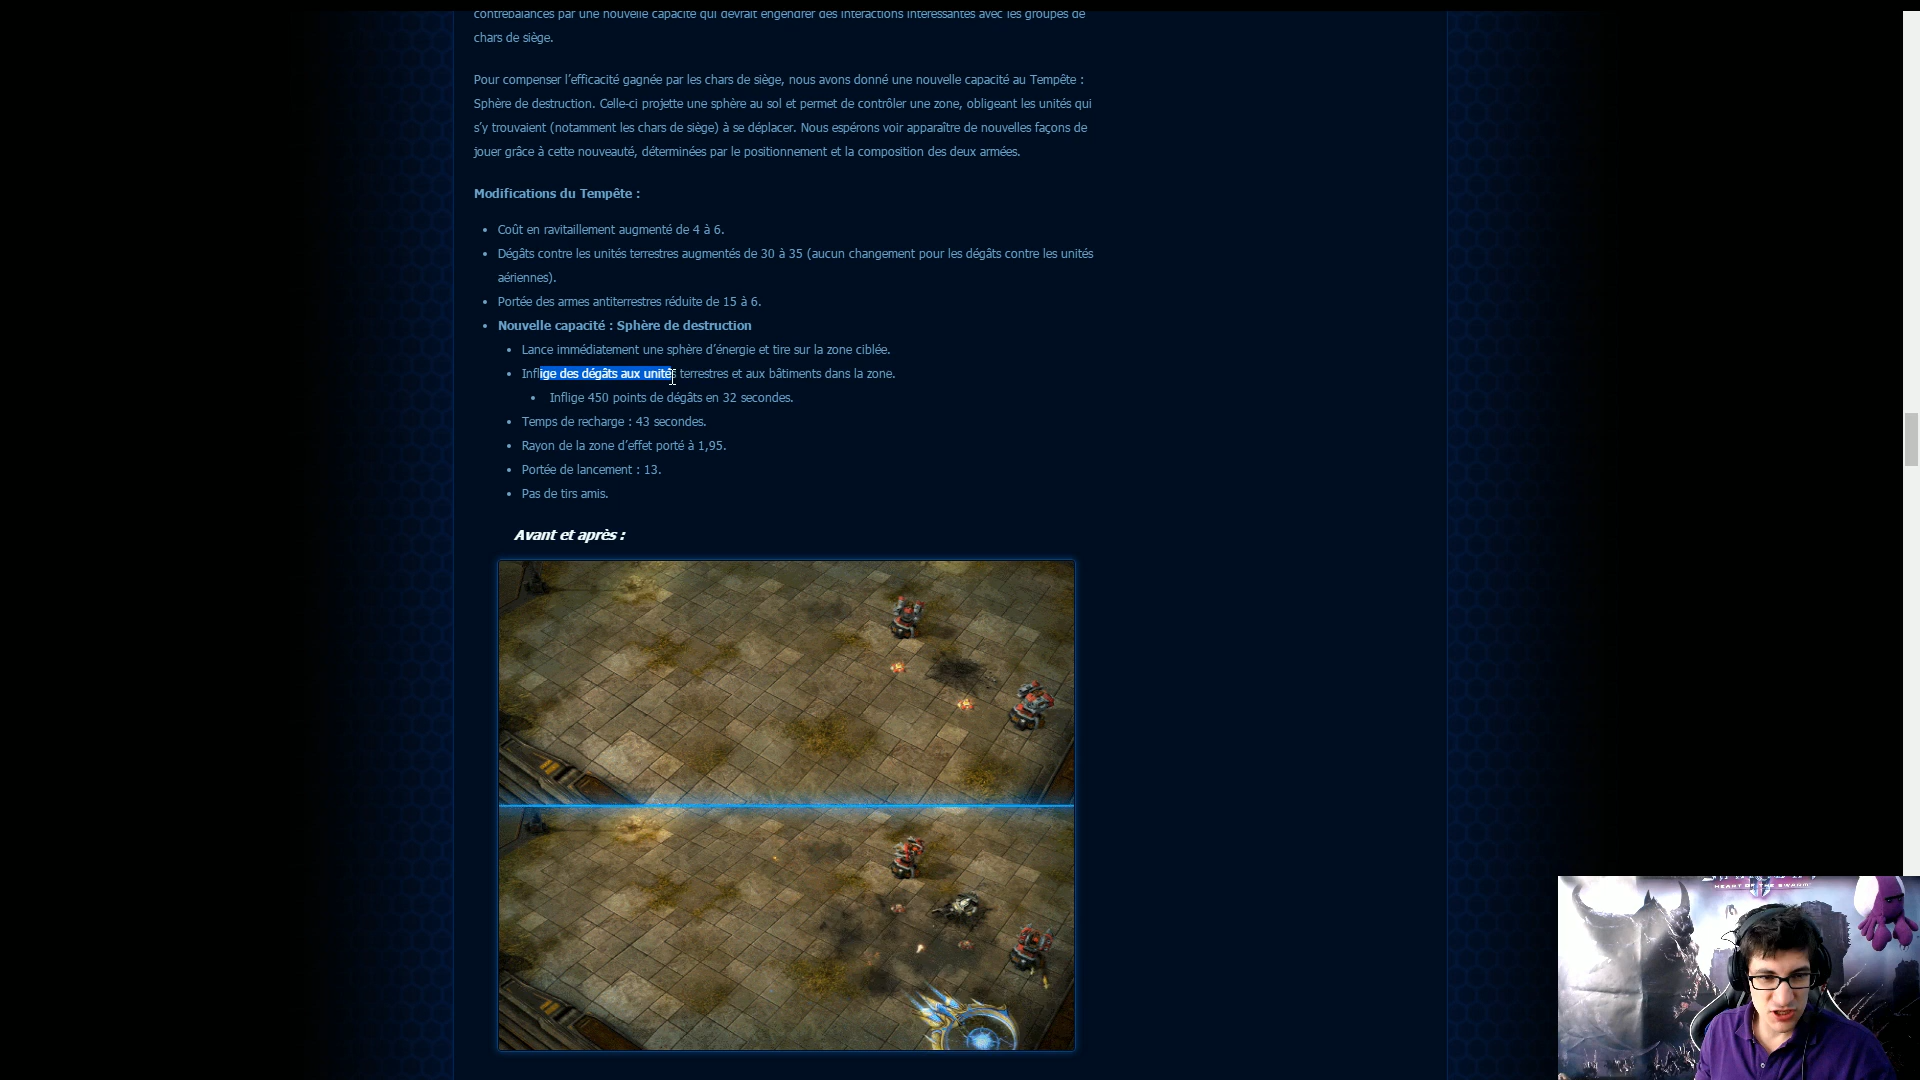 contrebalancés par une nouvelle capacité qui devrait engendrer des interactions intéressantes avec les groupes de
chars de siège.
Pour compenser l’efficacité gagnée par les chars de siège, nous avons donné une nouvelle capacité au Tempête :
Sphère de destruction. Celle-ci projette une sphère au sol et permet de contrôler une zone, obligeant les unités qui
s’y trouvaient (notamment les chars de siège) à se déplacer. Nous espérons voir apparaître de nouvelles façons de
jouer grâce à cette nouveauté, déterminées par le positionnement et la composition des deux armées.
Modifications du Tempête :
Coût en ravitaillement augmenté de 4 à 6.
Dégâts contre les unités terrestres augmentés de 30 à 35 (aucun changement pour les dégâts contre les unités
aériennes).
Portée des armes antiterrestres réduite de 15 à 6.
Nouvelle capacité : Sphère de destruction
Lance immédiatement une sphère d’énergie et tire sur la zone ciblée.
Inflige des dégâts aux unités terrestres et aux bâtiments dans la zone.
Inflige 450 points de dégâts en 32 secondes.
Temps de recharge : 43 secondes.
Rayon de la zone d’effet porté à 1,95.
Portée de lancement : 13.
Pas de tirs amis.
Avant et après :
HEART OF THE SWARM